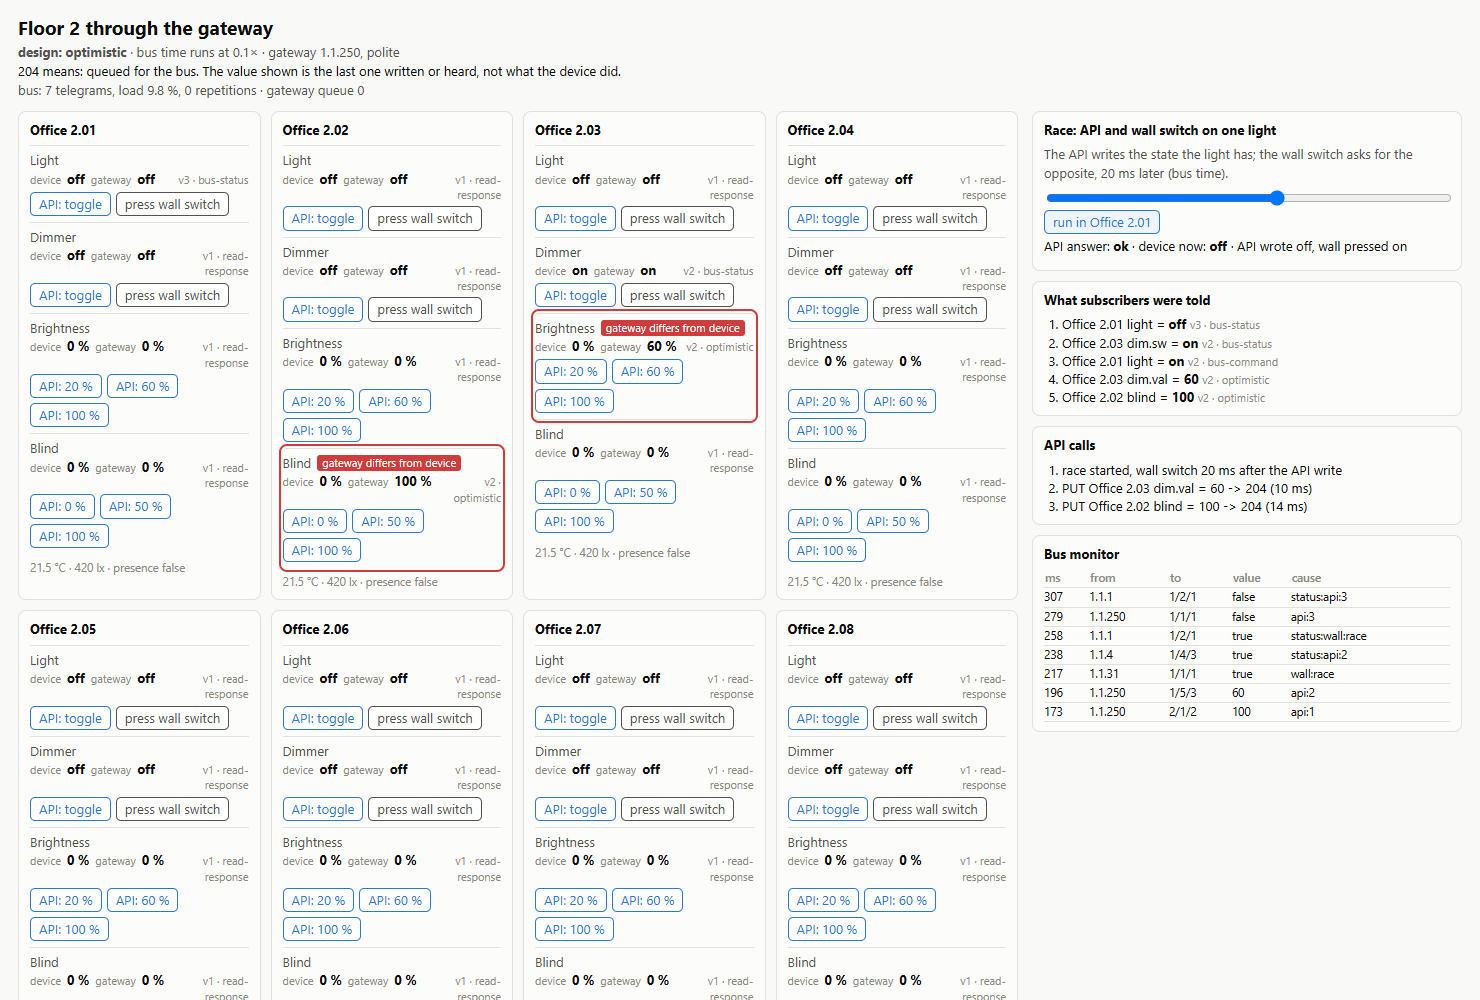 Floor 2 through the gateway
design: optimistic · bus time runs at 0.1× · gateway 1.1.250, polite
204 means: queued for the bus. The value shown is the last one written or heard, not what the device did.
bus: 7 telegrams, load 9.8 %, 0 repetitions · gateway queue 0
Office 2.01
Light
device off gateway off v3 · bus-status
API: toggle press wall switch
Dimmer
device off gateway off v1 · read-
response
API: toggle press wall switch
Brightness
device 0 % gateway 0 % v1 · read-
response
API: 20 % API: 60 %
API: 100 %
Blind
device 0 % gateway 0 % v1 · read-
response
API: 0 % API: 50 %
API: 100 %
21.5 °C · 420 lx · presence false
Office 2.02
Light
device off gateway off v1 · read-
response
API: toggle press wall switch
Dimmer
device off gateway off v1 · read-
response
API: toggle press wall switch
Brightness
device 0 % gateway 0 % v1 · read-
response
API: 20 % API: 60 %
API: 100 %
Blind gateway differs from device
device 0 % gateway 100 % v2 ·
optimistic
API: 0 % API: 50 %
API: 100 %
21.5 °C · 420 lx · presence false
Office 2.03
Light
device off gateway off v1 · read-
response
API: toggle press wall switch
Dimmer
device on gateway on v2 · bus-status
API: toggle press wall switch
Brightness gateway differs from device
device 0 % gateway 60 % v2 · optimistic
API: 20 % API: 60 %
API: 100 %
Blind
device 0 % gateway 0 % v1 · read-
response
API: 0 % API: 50 %
API: 100 %
21.5 °C · 420 lx · presence false
Office 2.04
Light
device off gateway off v1 · read-
response
API: toggle press wall switch
Dimmer
device off gateway off v1 · read-
response
API: toggle press wall switch
Brightness
device 0 % gateway 0 % v1 · read-
response
API: 20 % API: 60 %
API: 100 %
Blind
device 0 % gateway 0 % v1 · read-
response
API: 0 % API: 50 %
API: 100 %
21.5 °C · 420 lx · presence false
Office 2.05
Light
device off gateway off v1 · read-
response
API: toggle press wall switch
Dimmer
device off gateway off v1 · read-
response
API: toggle press wall switch
Brightness
device 0 % gateway 0 % v1 · read-
response
API: 20 % API: 60 %
API: 100 %
Blind
device 0 % gateway 0 % v1 · read-
response
Office 2.06
Light
device off gateway off v1 · read-
response
API: toggle press wall switch
Dimmer
device off gateway off v1 · read-
response
API: toggle press wall switch
Brightness
device 0 % gateway 0 % v1 · read-
response
API: 20 % API: 60 %
API: 100 %
Blind
device 0 % gateway 0 % v1 · read-
response
Office 2.07
Light
device off gateway off v1 · read-
response
API: toggle press wall switch
Dimmer
device off gateway off v1 · read-
response
API: toggle press wall switch
Brightness
device 0 % gateway 0 % v1 · read-
response
API: 20 % API: 60 %
API: 100 %
Blind
device 0 % gateway 0 % v1 · read-
response
Office 2.08
Light
device off gateway off v1 · read-
response
API: toggle press wall switch
Dimmer
device off gateway off v1 · read-
response
API: toggle press wall switch
Brightness
device 0 % gateway 0 % v1 · read-
response
API: 20 % API: 60 %
API: 100 %
Blind
device 0 % gateway 0 % v1 · read-
response
Race: API and wall switch on one light
The API writes the state the light has; the wall switch asks for the
opposite, 20 ms later (bus time).
run in Office 2.01
API answer: ok · device now: off · API wrote off, wall pressed on
What subscribers were told
1. Office 2.01 light = off v3 · bus-status
2. Office 2.03 dim.sw = on v2 · bus-status
3. Office 2.01 light = on v2 · bus-command
4. Office 2.03 dim.val = 60 v2 · optimistic
5. Office 2.02 blind = 100 v2 · optimistic
API calls
1. race started, wall switch 20 ms after the API write
2. PUT Office 2.03 dim.val = 60 -> 204 (10 ms)
3. PUT Office 2.02 blind = 100 -> 204 (14 ms)
Bus monitor
ms from to value cause
307 1.1.1 1/2/1 false status:api:3
279 1.1.250 1/1/1 false api:3
258 1.1.1 1/2/1 true status:wall:race
238 1.1.4 1/4/3 true status:api:2
217 1.1.31 1/1/1 true wall:race
196 1.1.250 1/5/3 60 api:2
173 1.1.250 2/1/2 100 api:1